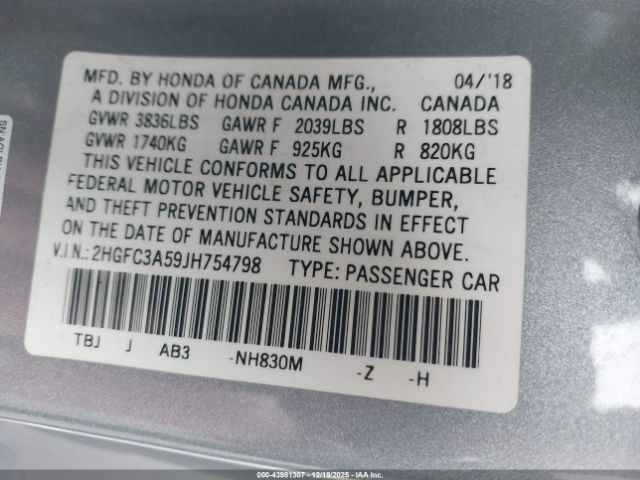 MFD. BY HONDA OF CANADA MFG., 04/'18
A DIVISION OF HONDA CANADA INC. CANADA
GVWR 3836LBS GAWR F 2039LBS R 1808LBS
GVWR 1740KG GAWR F 925KG R 820KG
THIS VEHICLE CONFORMS TO ALL APPLICABLE
FEDERAL MOTOR VEHICLE SAFETY, BUMPER,
AND THEFT PREVENTION STANDARDS IN EFFECT
ON THE DATE OF MANUFACTURE SHOWN ABOVE.
V.I.N.: 2HGFC3A59JH754798 TYPE: PASSENGER CAR
TBJ J AB3 -NH830M -Z -H
000-43981307 - 12/19/2025 - IAA Inc.